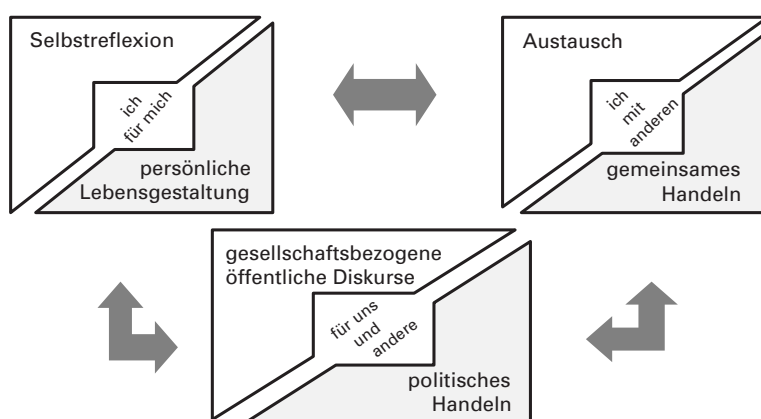 Selbstreflexion
ich
für mich
persönliche
Lebensgestaltung
Austausch
ich
mit
anderen
gemeinsames
Handeln
gesellschaftsbezogene
öffentliche Diskurse
für uns
und
andere
politisches
Handeln